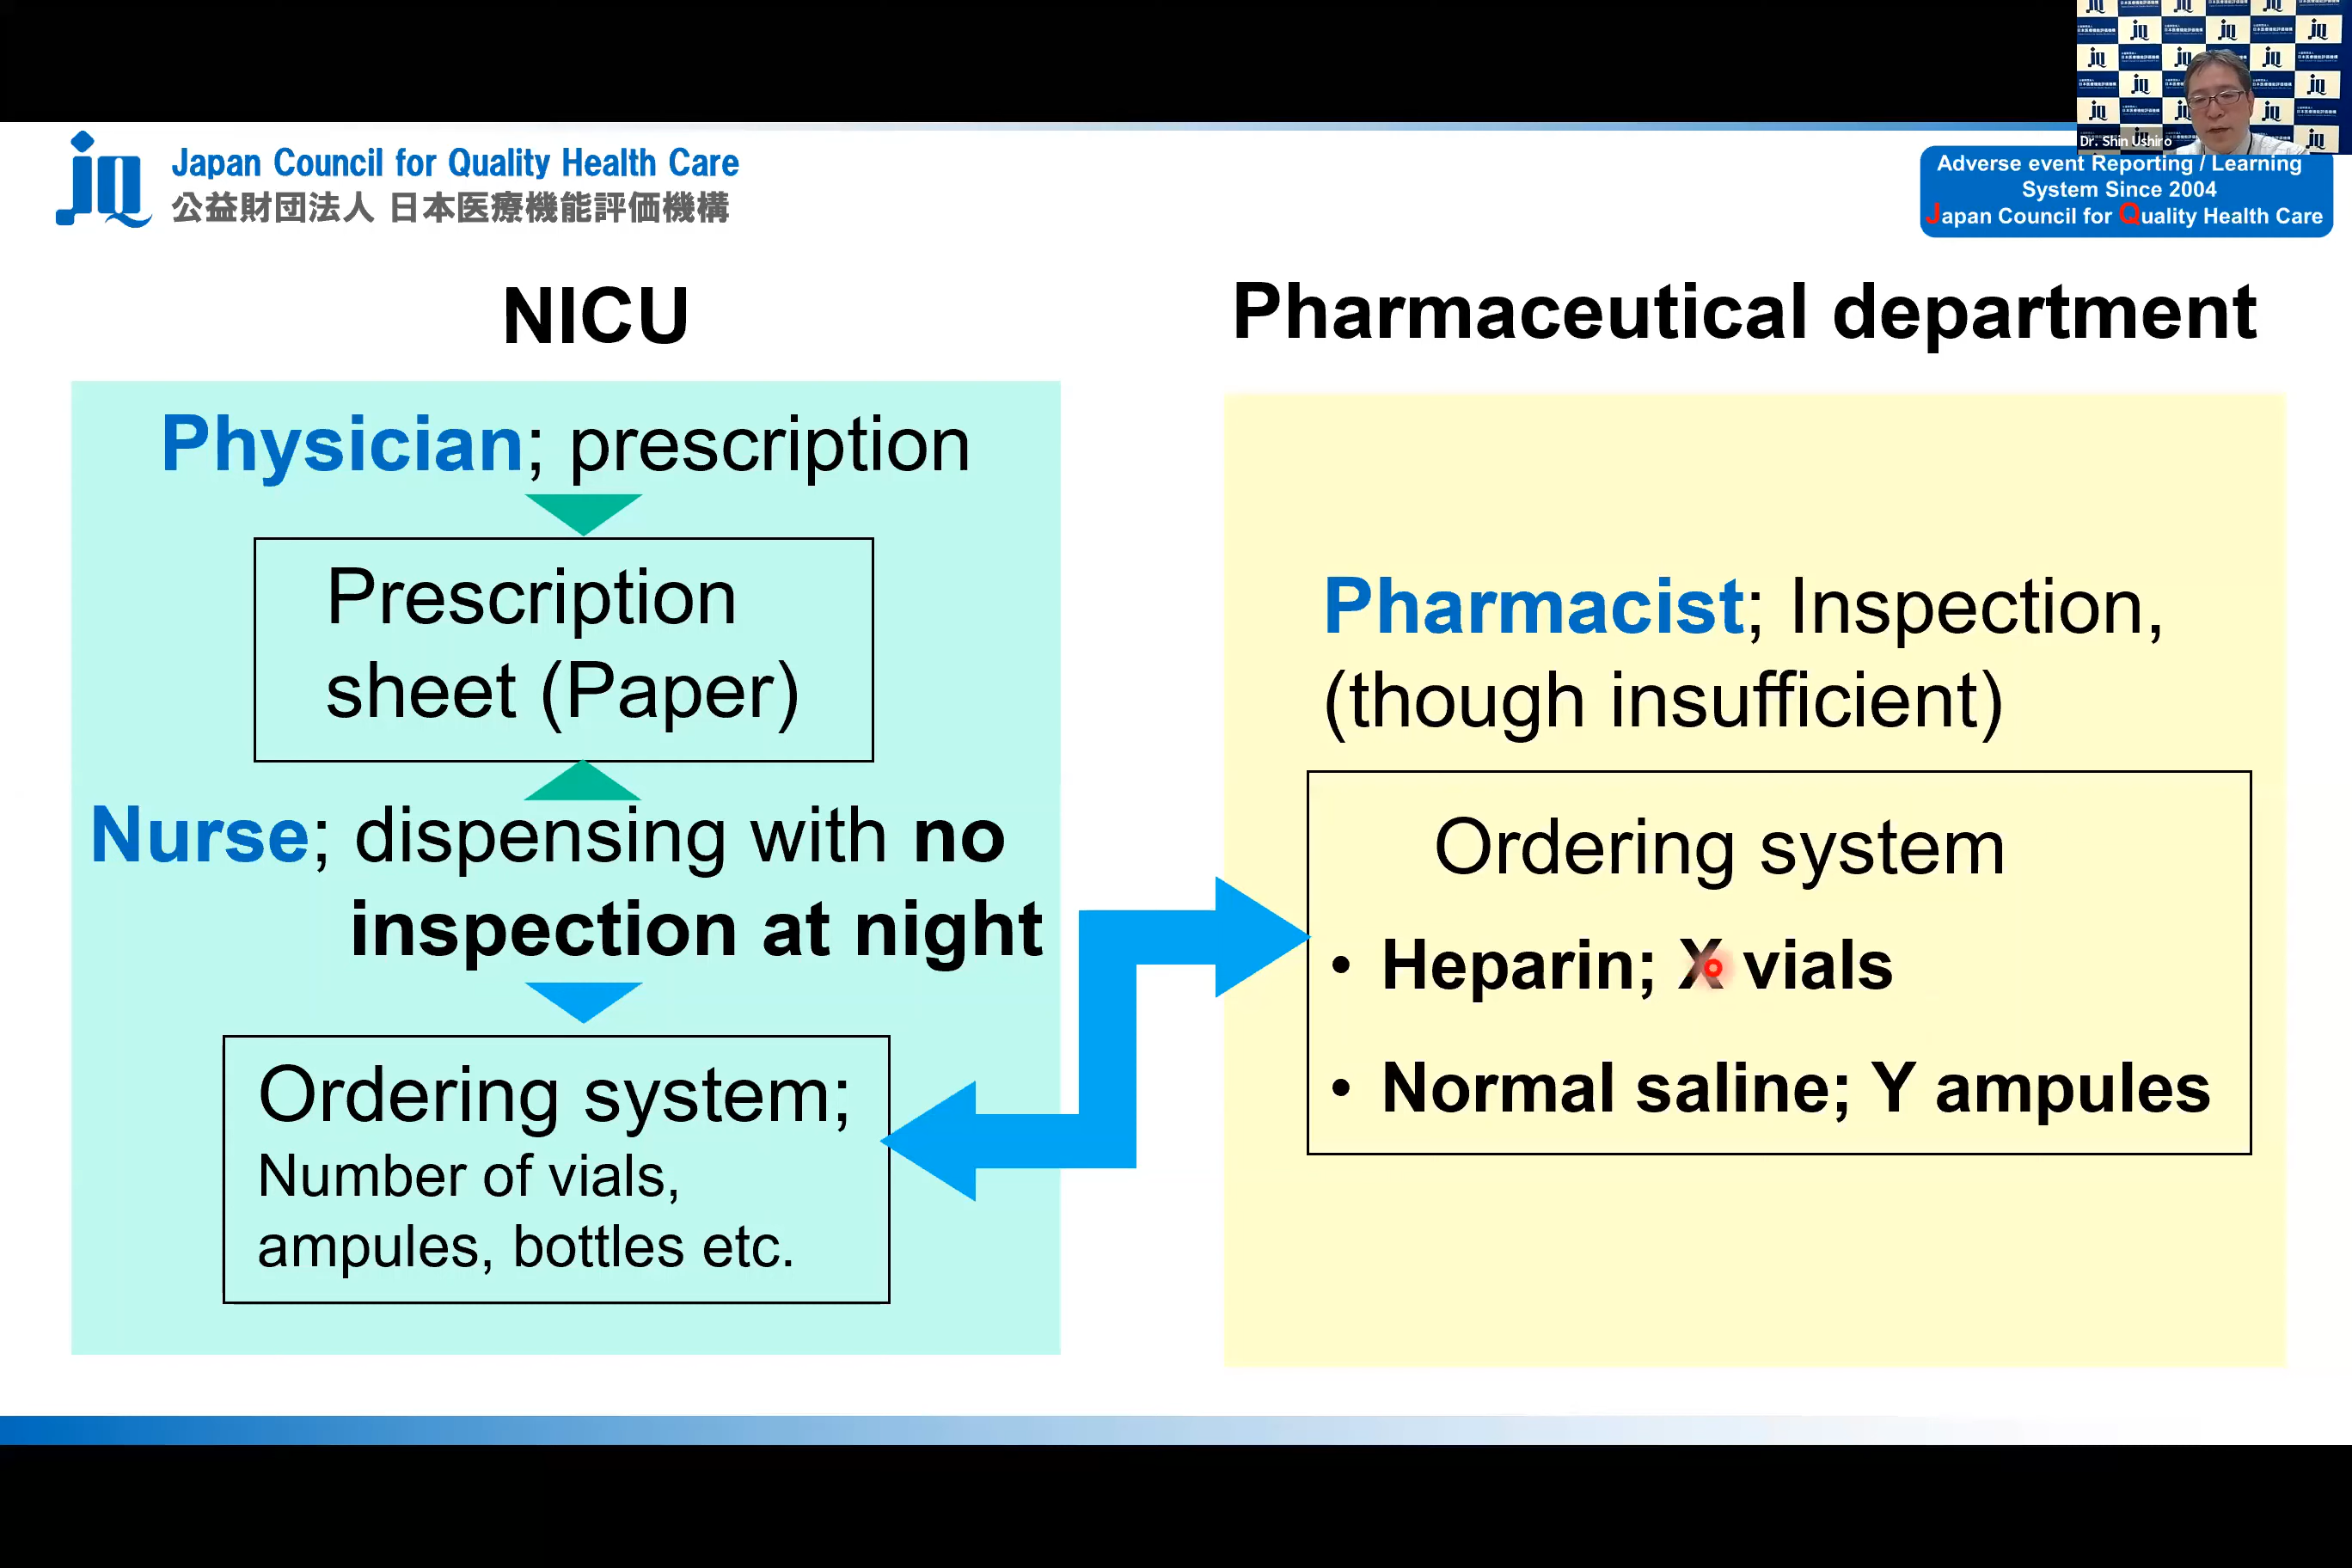 Dr. Shin Ushiro
Japan Council for Quality Health Care
公益財団法人 日本医療機能評価機構
Adverse event Reporting / Learning
System Since 2004
Japan Council for Quality Health Care
NICU
Physician; prescription
Prescription
sheet (Paper)
Nurse; dispensing with no
inspection at night
Ordering system;
Number of vials,
ampules, bottles etc.
Pharmaceutical department
Pharmacist; Inspection,
(though insufficient)
Ordering system
• Heparin; X vials
• Normal saline; Y ampules